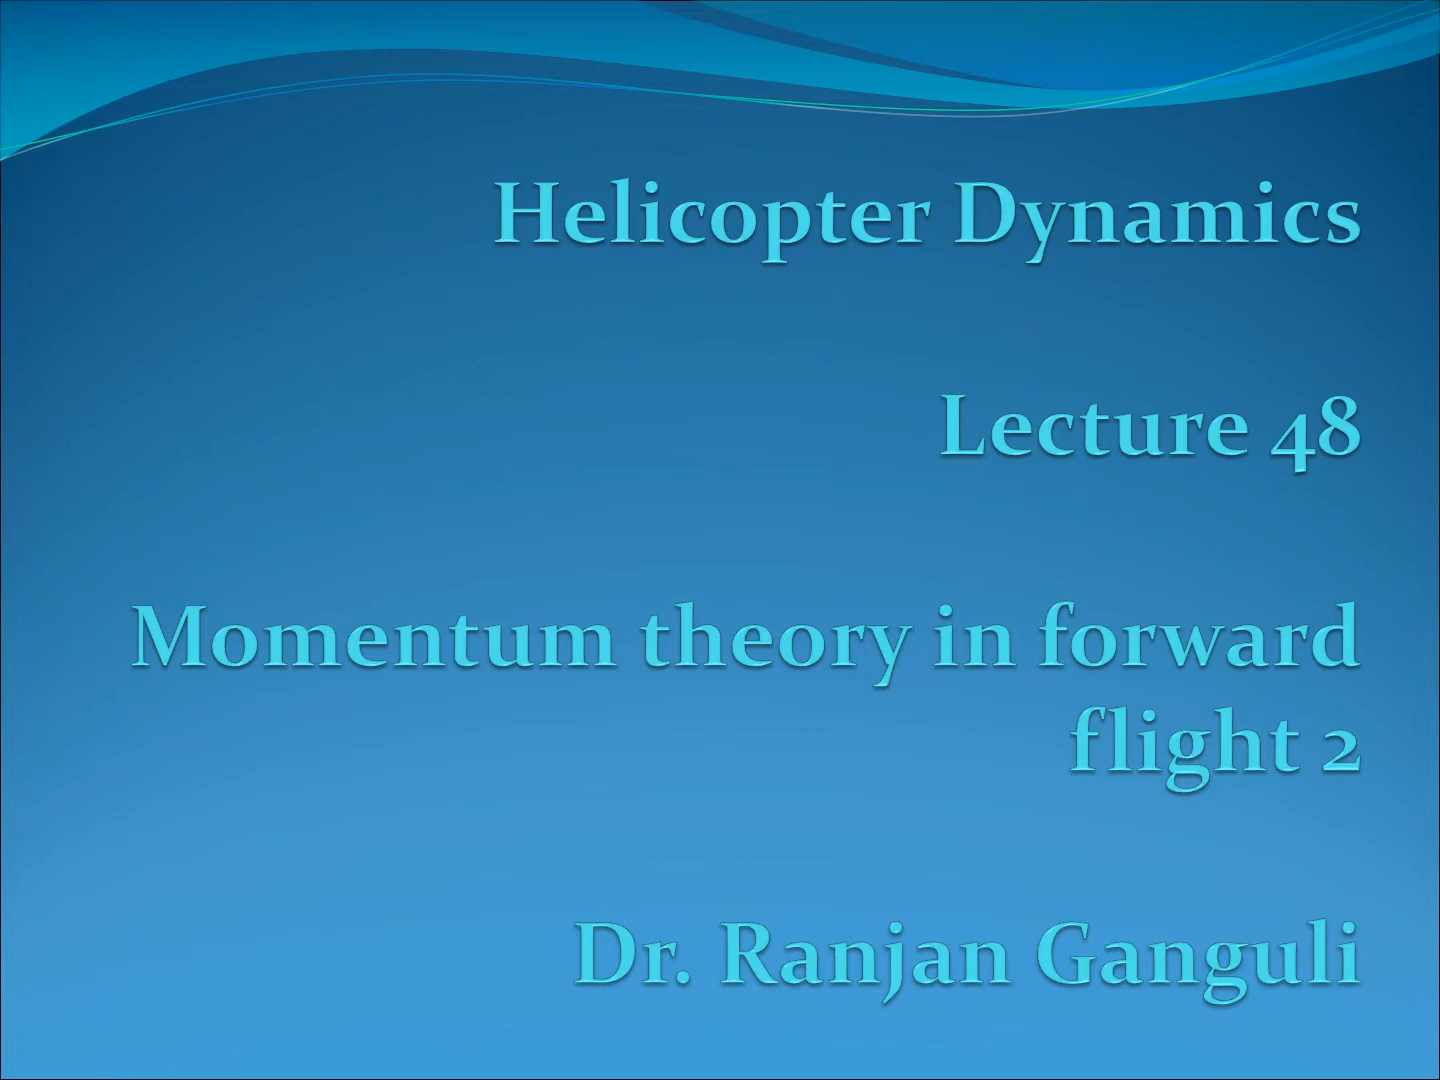 Helicopter Dynamics
Lecture 48
Momentum theory in forward
flight 2
Dr. Ranjan Ganguli